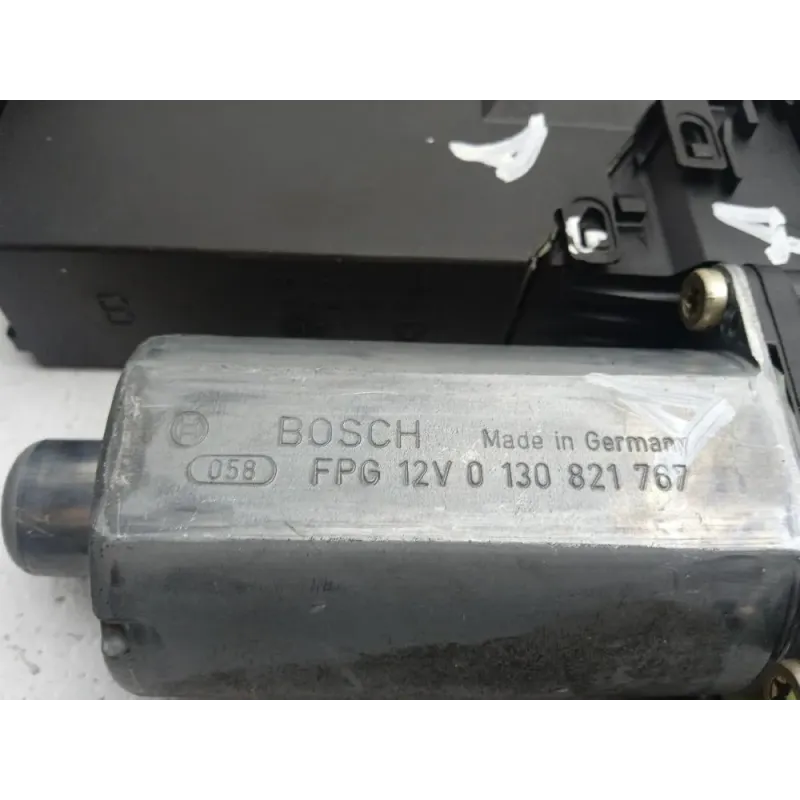 BOSCH Made in Germany
058 FPG 12V 0 130 821 767